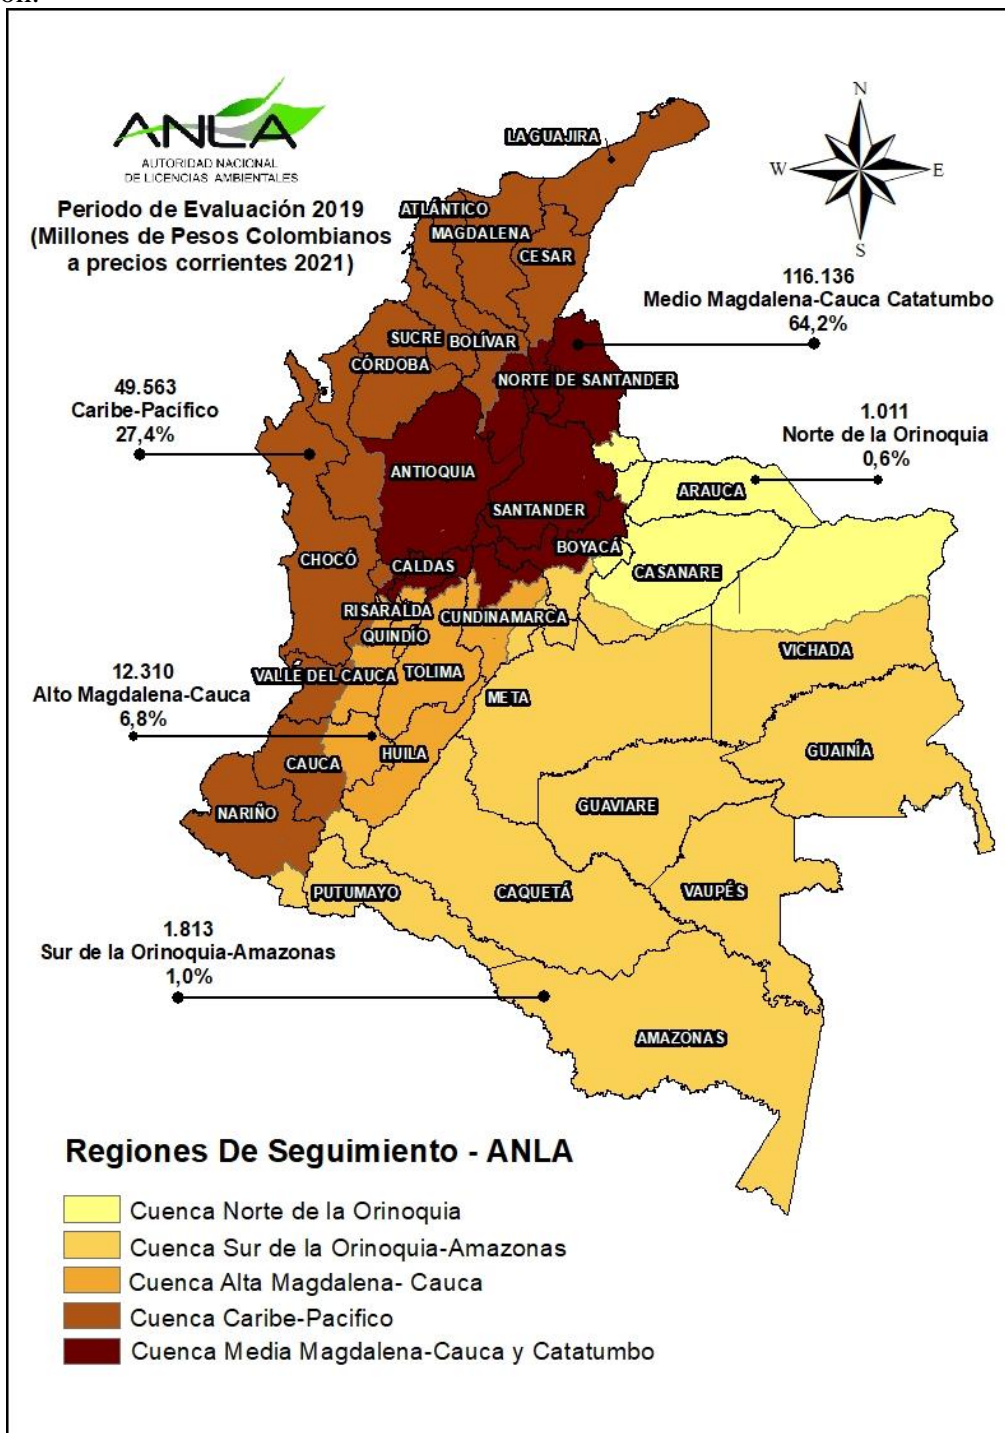 ón.
ANLA
AUTORIDAD NACIONAL
DE LICENCIAS AMBIENTALES
Periodo de Evaluación 2019
(Millones de Pesos Colombianos
a precios corrientes 2021)
N
W
E
S
LA GUAJIRA
ATLÁNTICO
MAGDALENA
CESAR
116.136
Medio Magdalena-Cauca Catatumbo
64,2%
SUCRE
BOLÍVAR
CÓRDOBA
NORTE DE SANTANDER
49.563
Caribe-Pacífico
27,4%
1.011
Norte de la Orinoquia
0,6%
ANTIOQUIA
ARAUCA
SANTANDER
BOYACÁ
CHOCÓ
CALDAS
CASANARE
RISARALDA
CUNDINAMARCA
QUINDÍO
VICHADA
VALLE DEL CAUCA
TOLIMA
12.310
Alto Magdalena-Cauca
6,8%
META
HUILA
GUAINÍA
CAUCA
GUAVIARE
NARIÑO
PUTUMAYO
CAQUETÁ
VAUPÉS
1.813
Sur de la Orinoquia-Amazonas
1,0%
AMAZONAS
Regiones De Seguimiento - ANLA
Cuenca Norte de la Orinoquia
Cuenca Sur de la Orinoquia-Amazonas
Cuenca Alta Magdalena- Cauca
Cuenca Caribe-Pacifico
Cuenca Media Magdalena-Cauca y Catatumbo